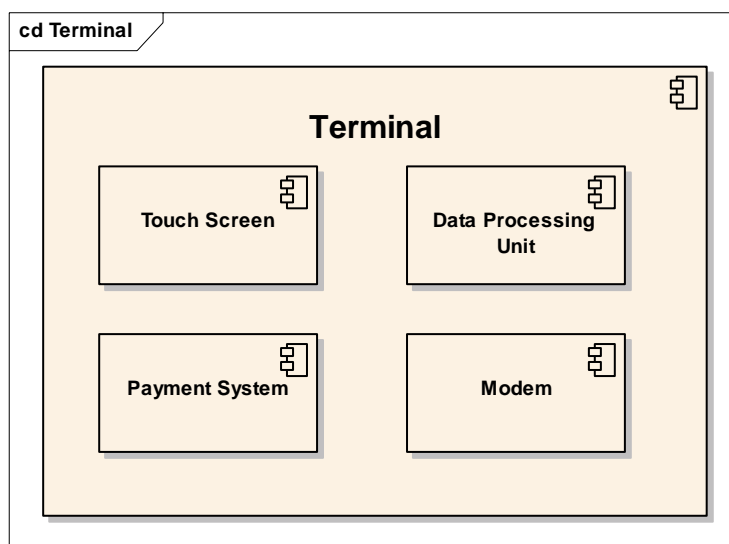 cd Terminal
Terminal
Touch Screen
Data Processing
Unit
Payment System
Modem